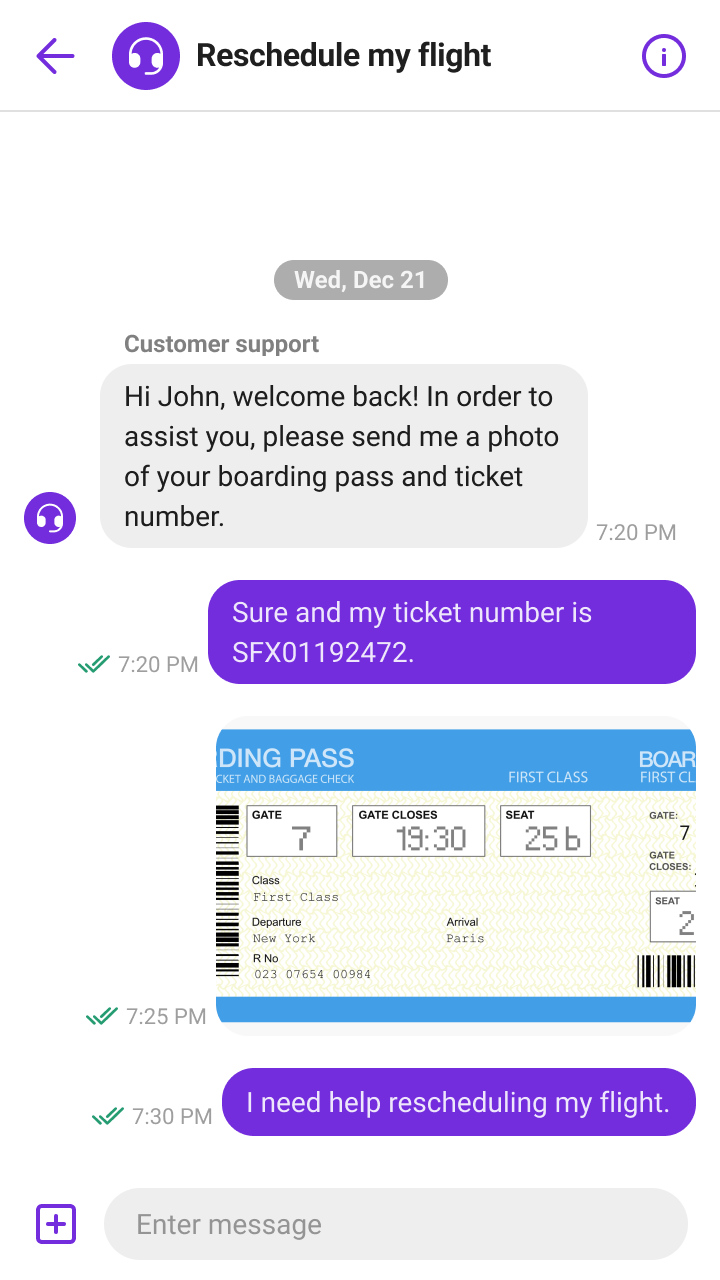 Reschedule my flight
Wed, Dec 21
Customer support
Hi John, welcome back! In order to
assist you, please send me a photo
of your boarding pass and ticket
number.
7:20 PM
Sure and my ticket number is
SFX01192472.
7:20 PM
DING PASS
CKET AND BAGGAGE CHECK
FIRST CLASS
BOAR
FIRST CL
GATE
7
GATE CLOSES
19:30
SEAT
25b
GATE:
7
GATE
CLOSES:
SEAT
2
Class
First Class
Departure
New York
Arrival
Paris
R No
023 07654 00984
7:25 PM
I need help rescheduling my flight.
7:30 PM
Enter message